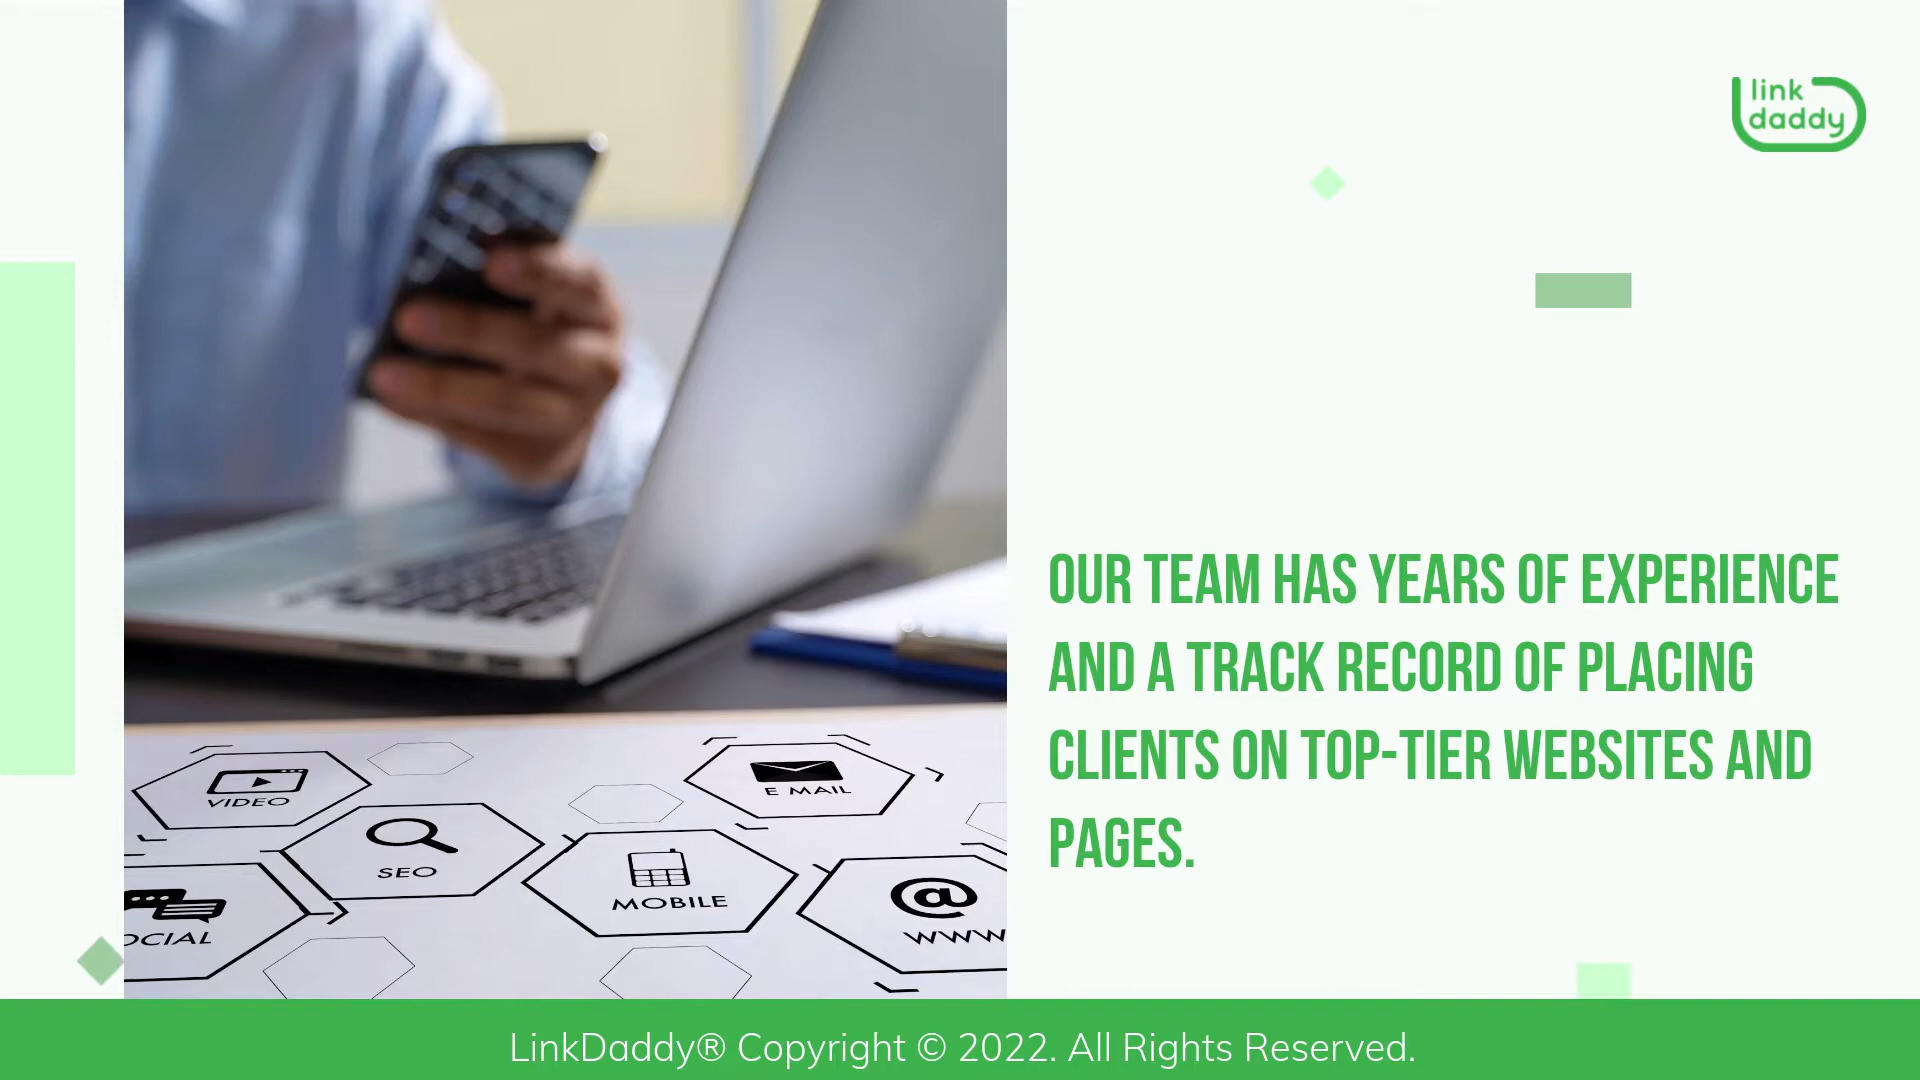 link
daddy
OUR TEAM HAS YEARS OF EXPERIENCE
AND A TRACK RECORD OF PLACING
CLIENTS ON TOP-TIER WEBSITES AND
PAGES.
VIDEO
E MAIL
SEO
MOBILE
OCIAL
WWW
LinkDaddy® Copyright © 2022. All Rights Reserved.